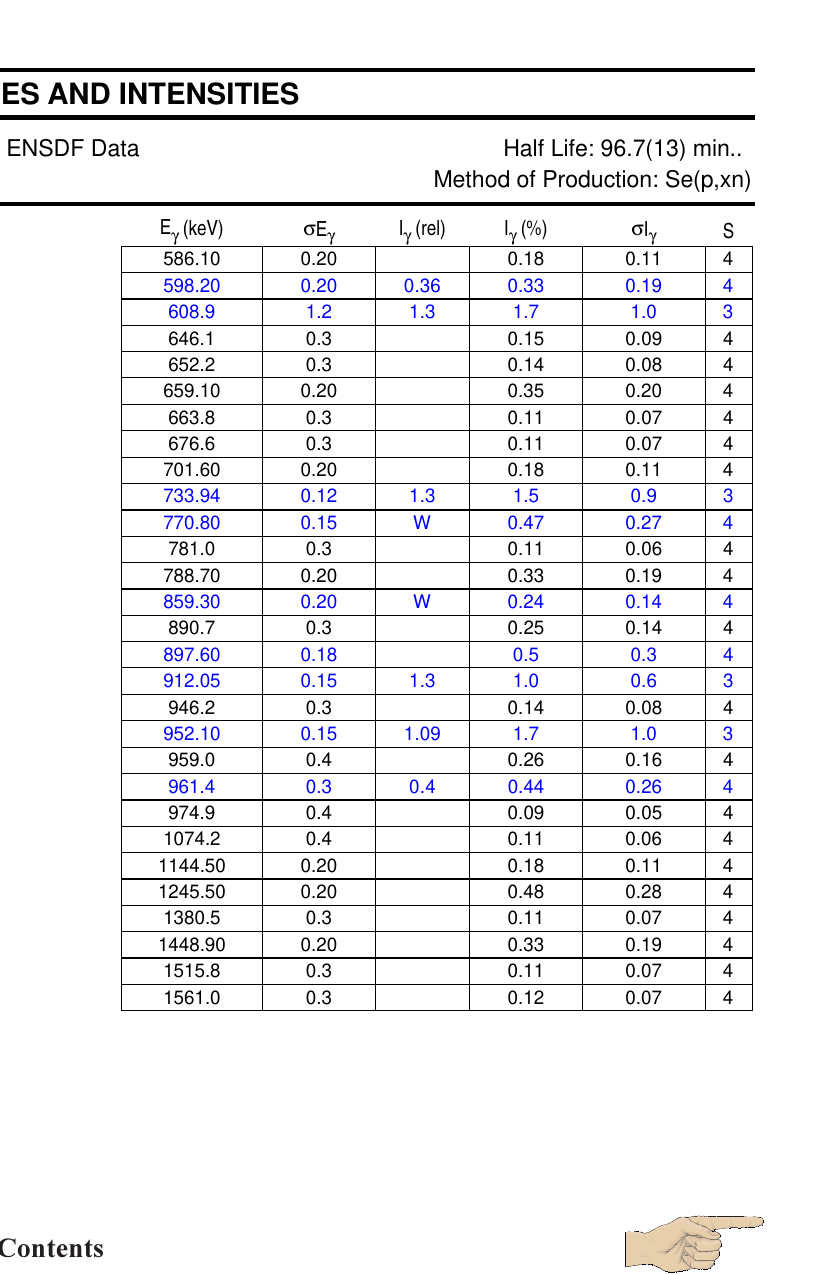 ES AND INTENSITIES
ENSDF Data Half Life: 96.7(13) min..
Method of Production: Se(p,xn)
Eγ (keV) σEγ Iγ (rel) Iγ (%) σIγ S
586.10 0.20 0.18 0.11 4
598.20 0.20 0.36 0.33 0.19 4
608.9 1.2 1.3 1.7 1.0 3
646.1 0.3 0.15 0.09 4
652.2 0.3 0.14 0.08 4
659.10 0.20 0.35 0.20 4
663.8 0.3 0.11 0.07 4
676.6 0.3 0.11 0.07 4
701.60 0.20 0.18 0.11 4
733.94 0.12 1.3 1.5 0.9 3
770.80 0.15 W 0.47 0.27 4
781.0 0.3 0.11 0.06 4
788.70 0.20 0.33 0.19 4
859.30 0.20 W 0.24 0.14 4
890.7 0.3 0.25 0.14 4
897.60 0.18 0.5 0.3 4
912.05 0.15 1.3 1.0 0.6 3
946.2 0.3 0.14 0.08 4
952.10 0.15 1.09 1.7 1.0 3
959.0 0.4 0.26 0.16 4
961.4 0.3 0.4 0.44 0.26 4
974.9 0.4 0.09 0.05 4
1074.2 0.4 0.11 0.06 4
1144.50 0.20 0.18 0.11 4
1245.50 0.20 0.48 0.28 4
1380.5 0.3 0.11 0.07 4
1448.90 0.20 0.33 0.19 4
1515.8 0.3 0.11 0.07 4
1561.0 0.3 0.12 0.07 4
Contents